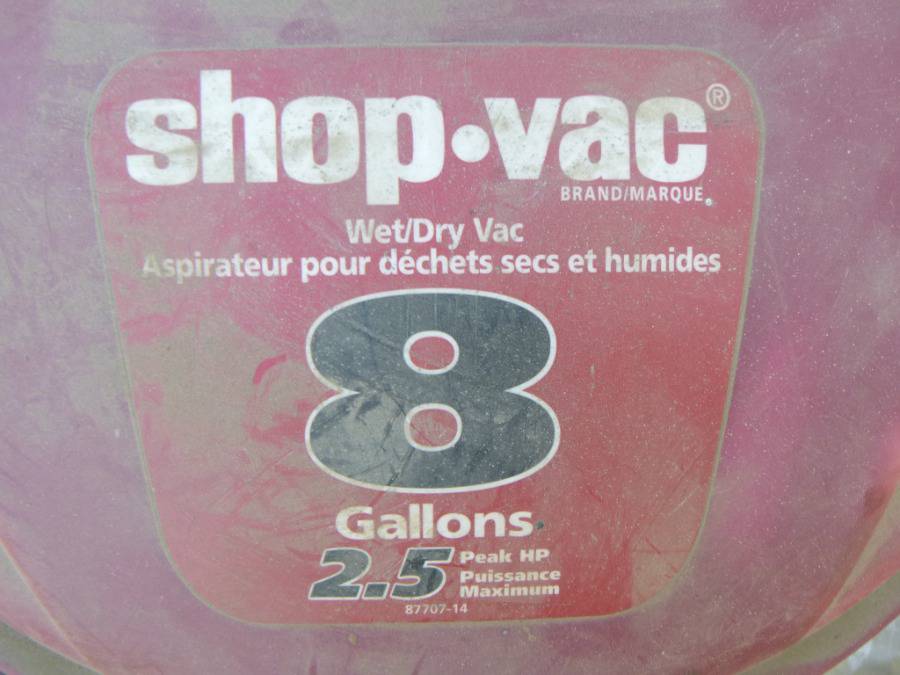 shop·vac®
BRAND/MARQUE.
Wet/Dry Vac
Aspirateur pour déchets secs et humides
8
Gallons
2.5 Peak HP
Puissance
Maximum
87707-14